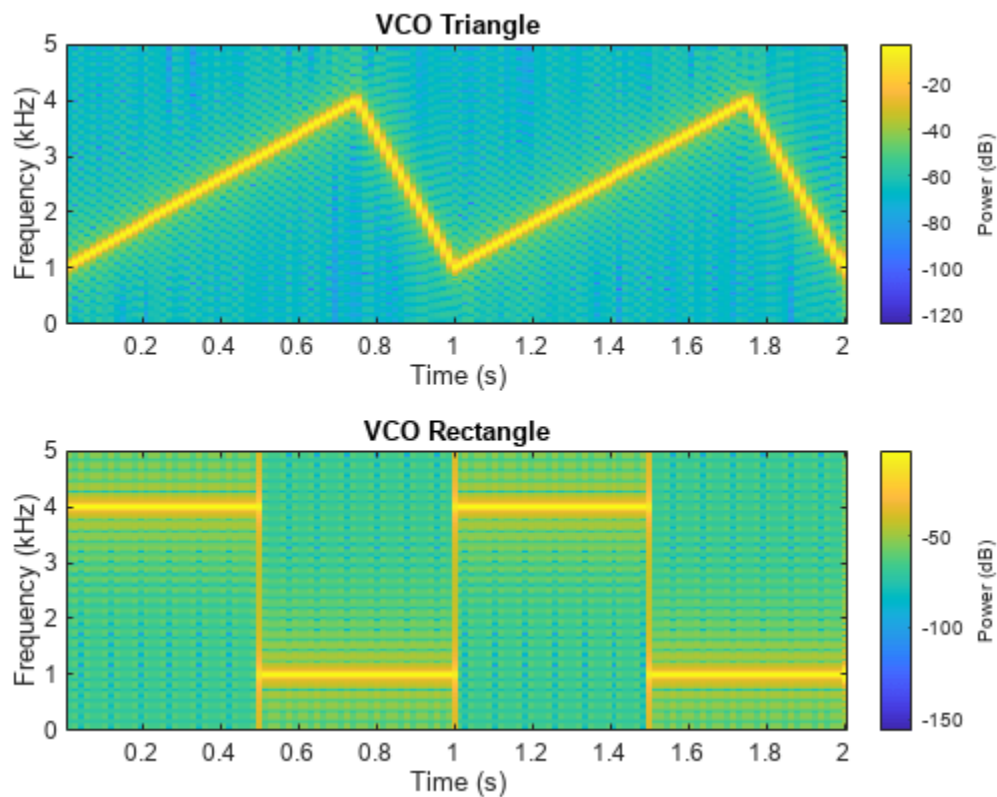 VCO Triangle
5
4
3
2
1
0
Frequency (kHz)
0.2 0.4 0.6 0.8 1 1.2 1.4 1.6 1.8 2
Time (s)
-20
-40
-60
-80
-100
-120
Power (dB)
VCO Rectangle
5
4
3
2
1
0
Frequency (kHz)
0.2 0.4 0.6 0.8 1 1.2 1.4 1.6 1.8 2
Time (s)
-50
-100
-150
Power (dB)